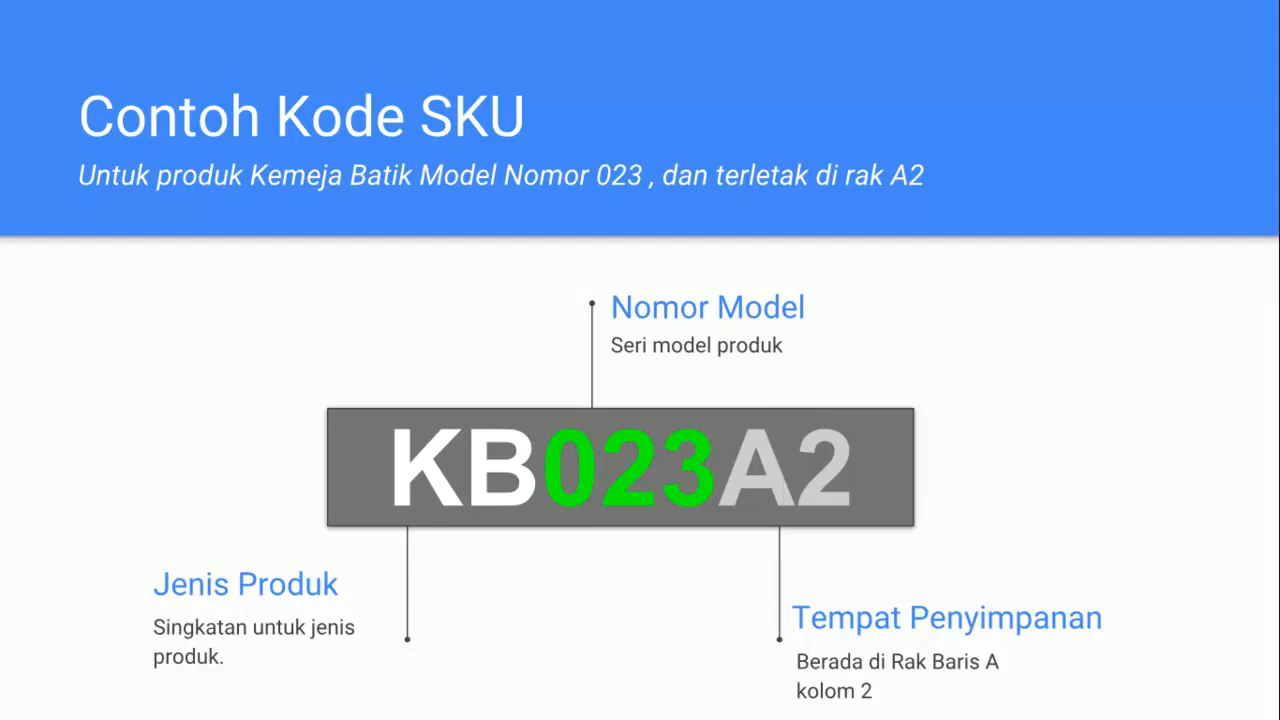 Contoh Kode SKU
Untuk produk Kemeja Batik Model Nomor 023 , dan terletak di rak A2
Nomor Model
Seri model produk
KB023A2
Jenis Produk
Singkatan untuk jenis
produk.
Tempat Penyimpanan
Berada di Rak Baris A
kolom 2